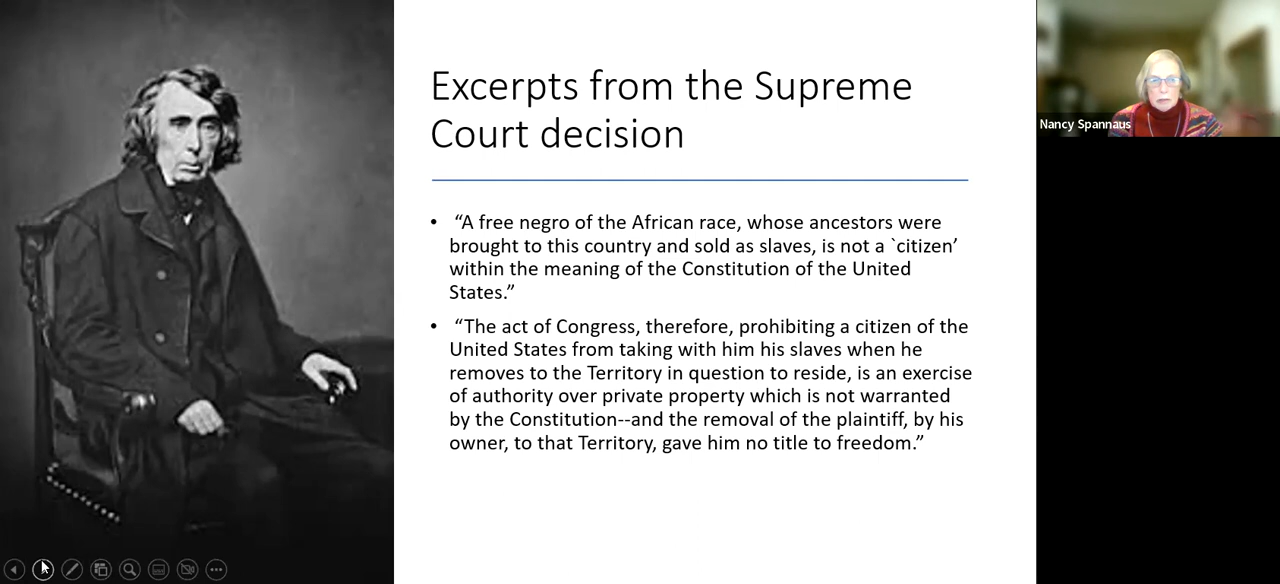 Excerpts from the Supreme
Court decision
• “A free negro of the African race, whose ancestors were
brought to this country and sold as slaves, is not a `citizen’
within the meaning of the Constitution of the United
States.”
• “The act of Congress, therefore, prohibiting a citizen of the
United States from taking with him his slaves when he
removes to the Territory in question to reside, is an exercise
of authority over private property which is not warranted
by the Constitution--and the removal of the plaintiff, by his
owner, to that Territory, gave him no title to freedom.”
Nancy Spannaus